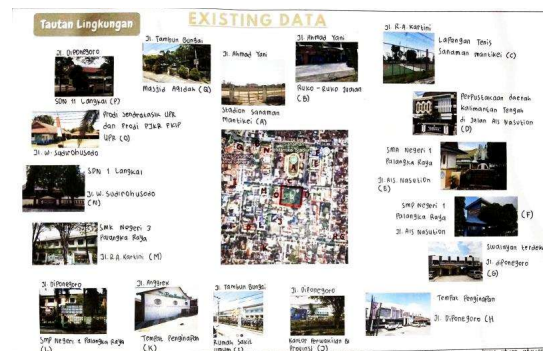 Tautan Lingkungan
EXISTING DATA
Jl. Diponegoro
SDN 11 Langkai (P)
Jl. Tambun Bungai
Masjid Aqidah (Q)
Jl. Ahmad Yani
Stadion Sanaman
Mantikei (A)
Jl. Ahmad Yani
Ruko - Ruko
(B)
Jl. R.A. Kartini
Lapangan Tenis
Sanaman mantikei (C)
Perpustakaan daerah
Kalimantan Tengah
di Jalan Ais Nasution
(D)
SMA Negeri 1
Palangka Raya
Jl. Ais. Nasution
(E)
SMP Negeri 1
Palangka Raya
Jl. Ais Nasution
(F)
Swalayan
Jl. diponegoro
(G)
Tempat Penginapan
Jl. Diponegoro (H
Jl. Diponegoro
Kantor Perwakilan
Provinsi (J)
Jl. Tambun Bungai
Rumah Sakit
Jl. Anggrek
Tempat Penginapan
(K)
Jl. Diponegoro
SMP Negeri 2 Palangka Raya
(L)
SMK Negeri 3
Palangka Raya
Jl. R.A. Kartini (M)
SDN 1 Langkai
Jl. W. Sudirohusodo
(N)
Prodi Sendratasik UPR
dan Prodi PJKR FKIP
UPR (O)
Jl. W. Sudirohusodo